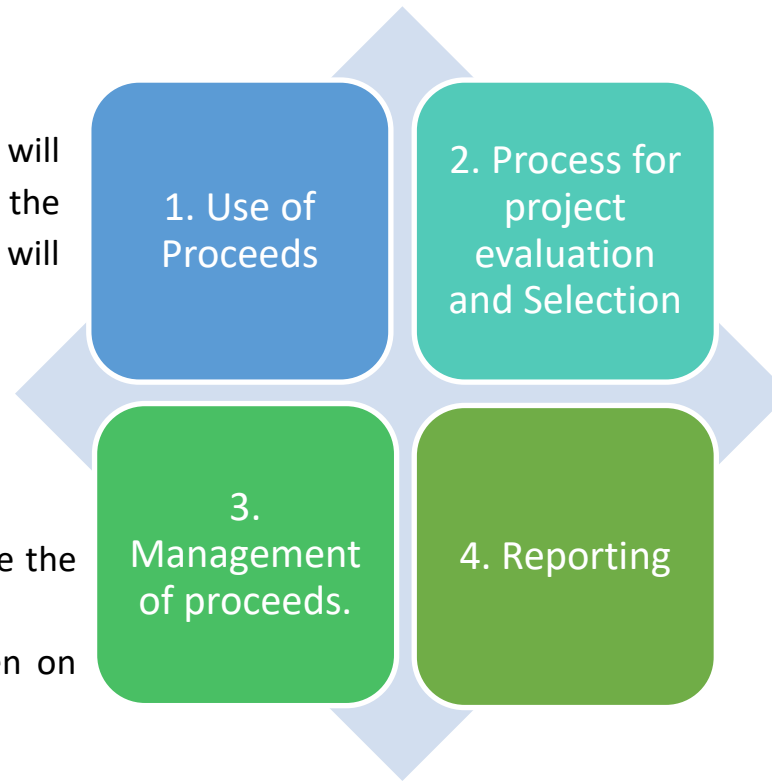 will
the
will
1. Use of
Proceeds
2. Process for
project
evaluation
and Selection
e the
en on
3.
Management
of proceeds.
4. Reporting